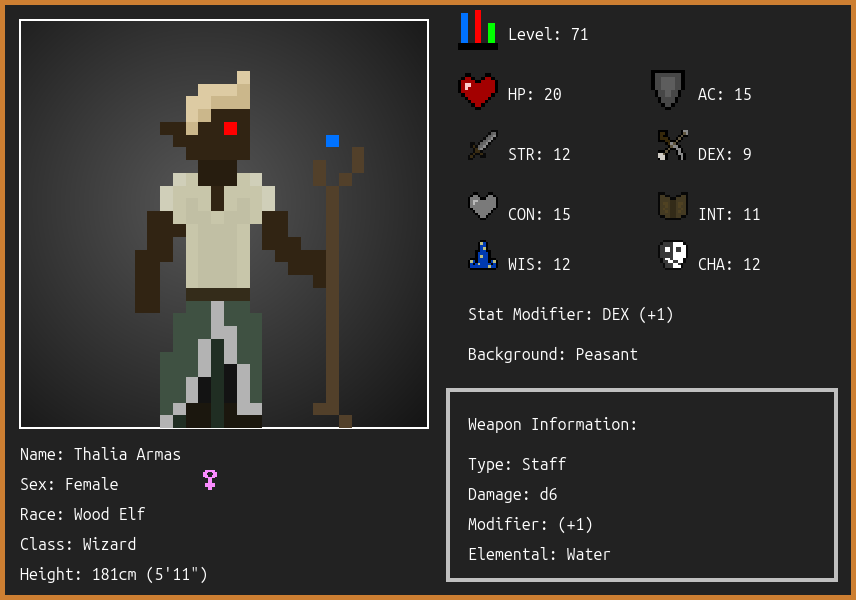 Level: 71
HP: 20
AC: 15
STR: 12
DEX: 9
CON: 15
INT: 11
WIS: 12
CHA: 12
Stat Modifier: DEX (+1)
Background: Peasant
Weapon Information:
Type: Staff
Damage: d6
Modifier: (+1)
Elemental: Water
Name: Thalia Armas
Sex: Female
Race: Wood Elf
Class: Wizard
Height: 181cm (5'11")